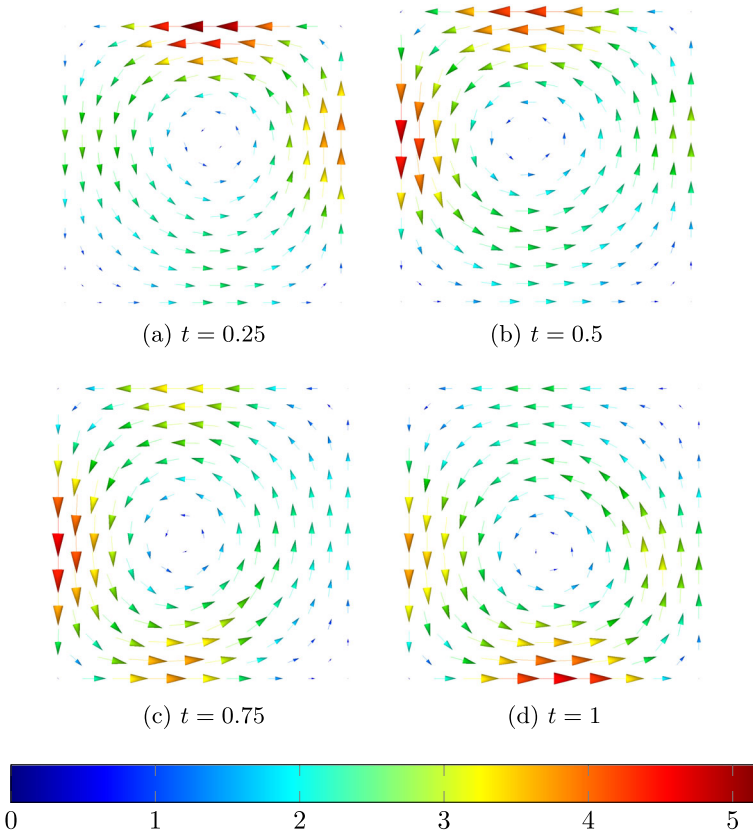 (a) t = 0.25
(b) t = 0.5
(c) t = 0.75
(d) t = 1
0 1 2 3 4 5